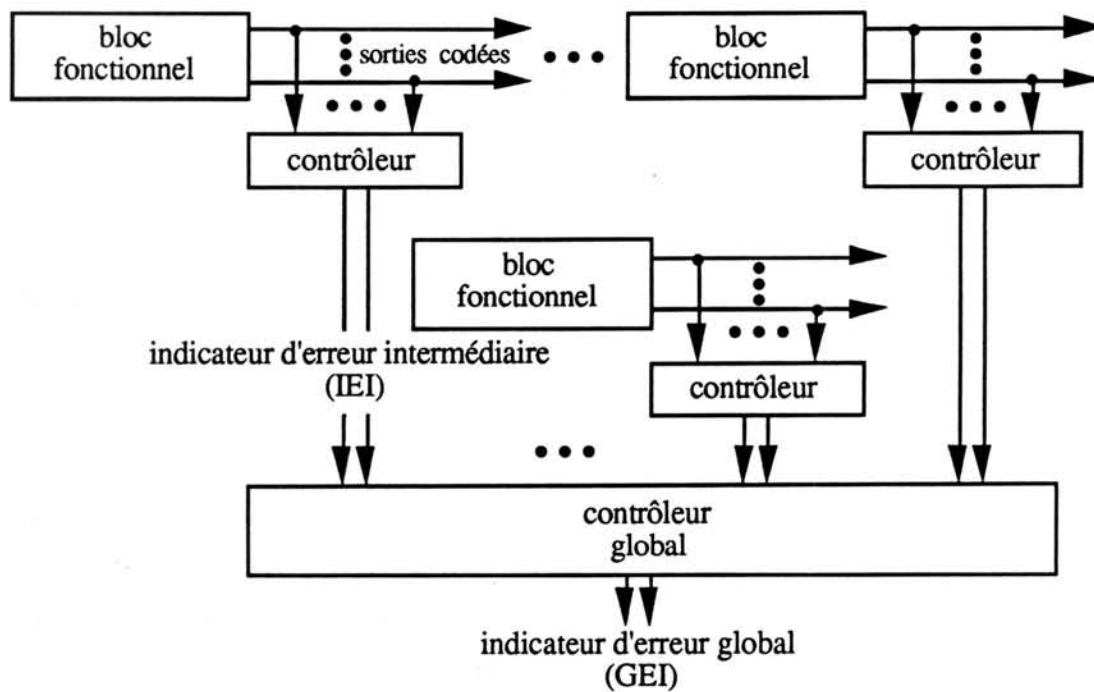 bloc
fonctionnel
sorties codées
bloc
fonctionnel
contrôleur
contrôleur
bloc
fonctionnel
indicateur d'erreur intermédiaire
(IEI)
contrôleur
contrôleur
global
indicateur d'erreur global
(GEI)